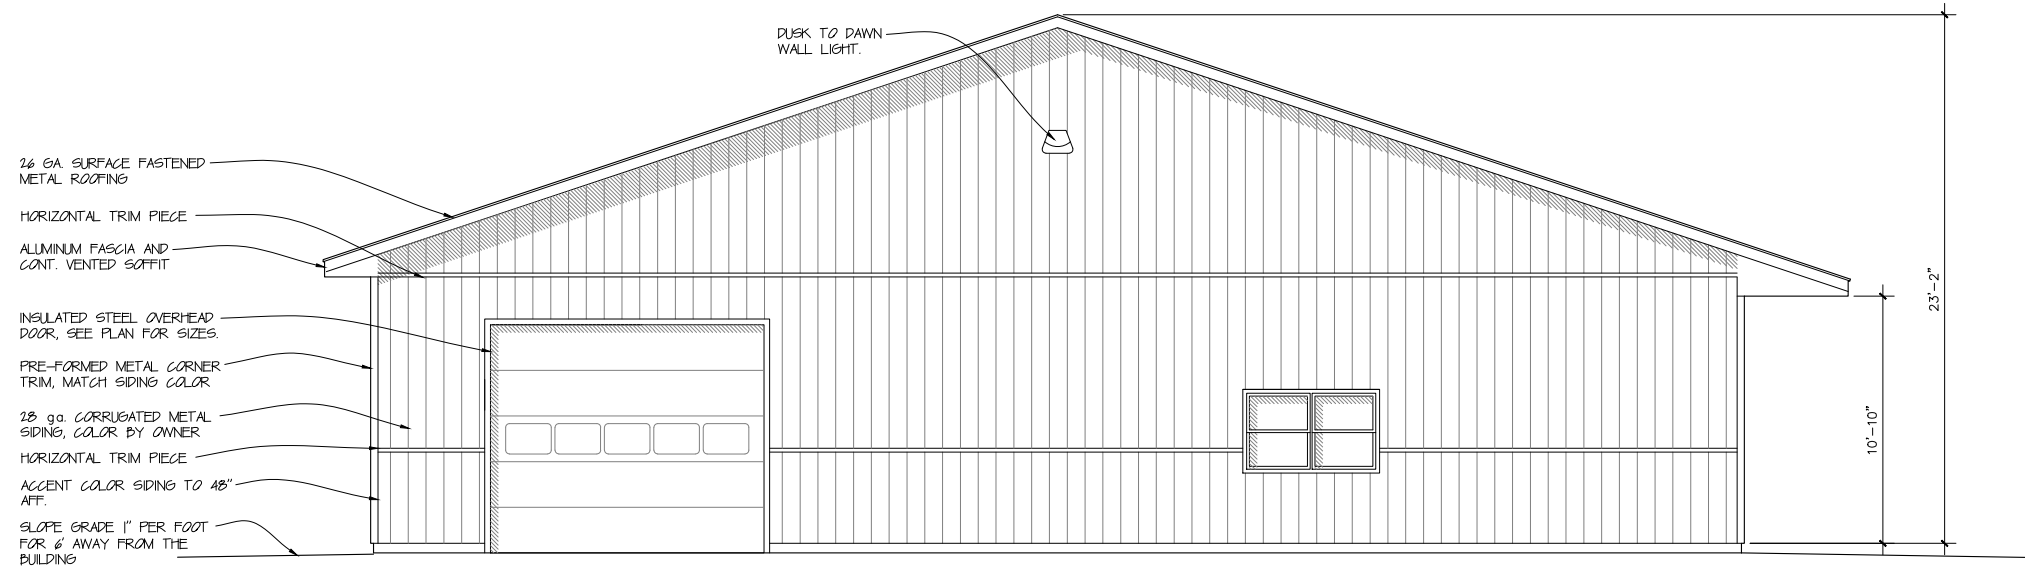 DUSK TO DAWN
WALL LIGHT.
26 GA. SURFACE FASTENED
METAL ROOFING
HORIZONTAL TRIM PIECE
ALUMINUM FASCIA AND
CONT. VENTED SOFFIT
INSULATED STEEL OVERHEAD
DOOR, SEE PLAN FOR SIZES.
PRE-FORMED METAL CORNER
TRIM, MATCH SIDING COLOR
28 ga. CORRUGATED METAL
SIDING, COLOR BY OWNER
HORIZONTAL TRIM PIECE
ACCENT COLOR SIDING TO 48"
AFF.
SLOPE GRADE 1" PER FOOT
FOR 6' AWAY FROM THE
BUILDING
10'-10"
23'-2"